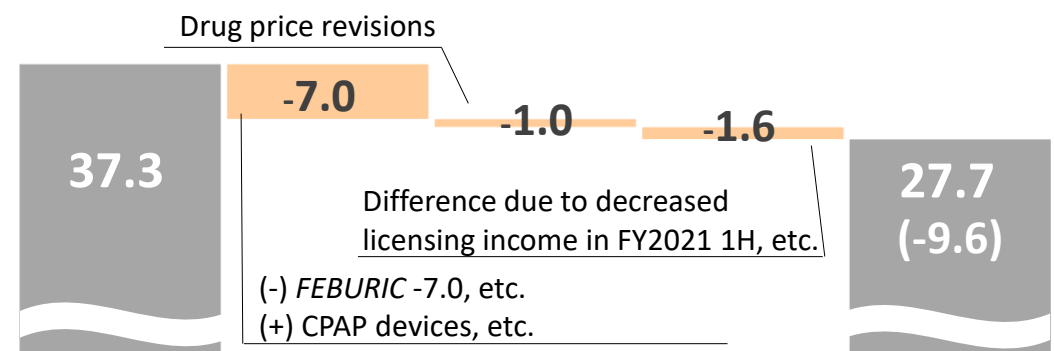 Drug price revisions
-7.0
-1.0
-1.6
37.3
27.7
(-9.6)
Difference due to decreased
licensing income in FY2021 1H, etc.
(-) FEBURIC -7.0, etc.
(+) CPAP devices, etc.